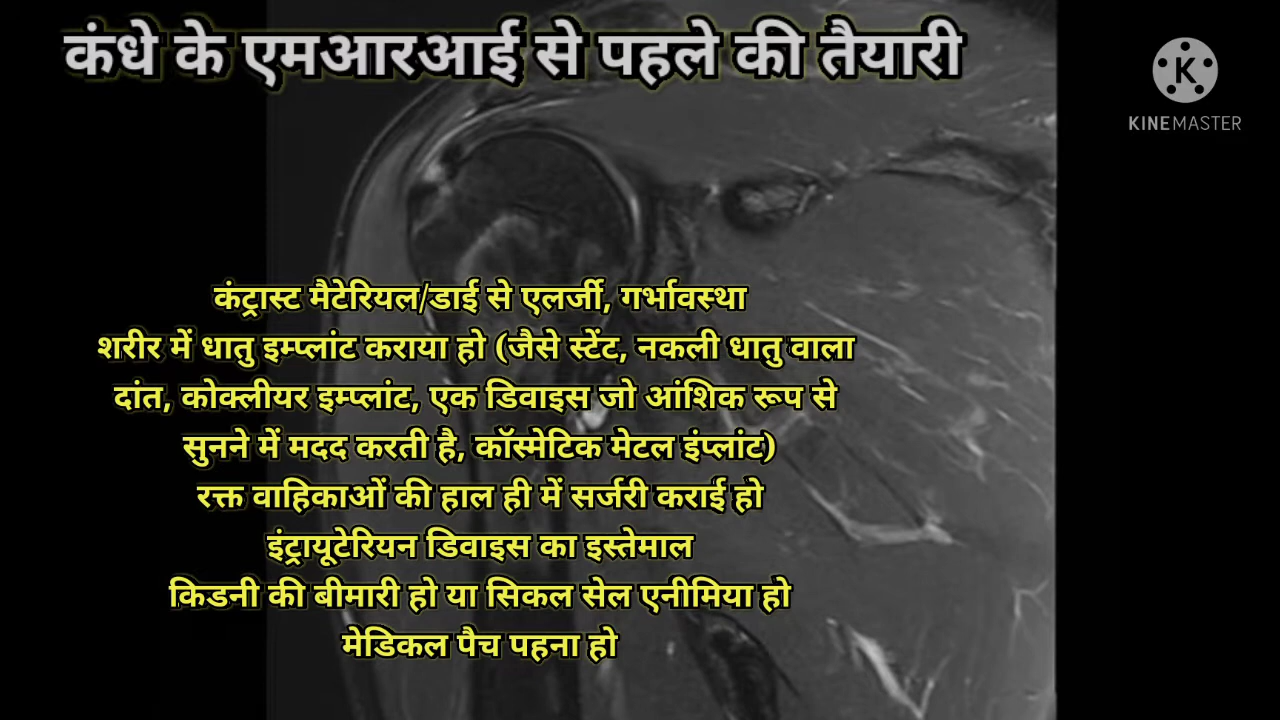 कंधे के एमआरआई से पहले की तैयारी
K
KINEMASTER
कंट्रास्ट मैटेरियल/डाई से एलर्जी, गर्भावस्था
शरीर में धातु इम्प्लांट कराया हो (जैसे स्टेंट, नकली धातु वाला
दांत, कोक्लीयर इम्प्लांट, एक डिवाइस जो आंशिक रूप से
सुनने में मदद करती है, कॉस्मेटिक मेटल इंप्लांट)
रक्त वाहिकाओं की हाल ही में सर्जरी कराई हो
इंट्रायूटेरियन डिवाइस का इस्तेमाल
किडनी की बीमारी हो या सिकल सेल एनीमिया हो
मेडिकल पैच पहना हो